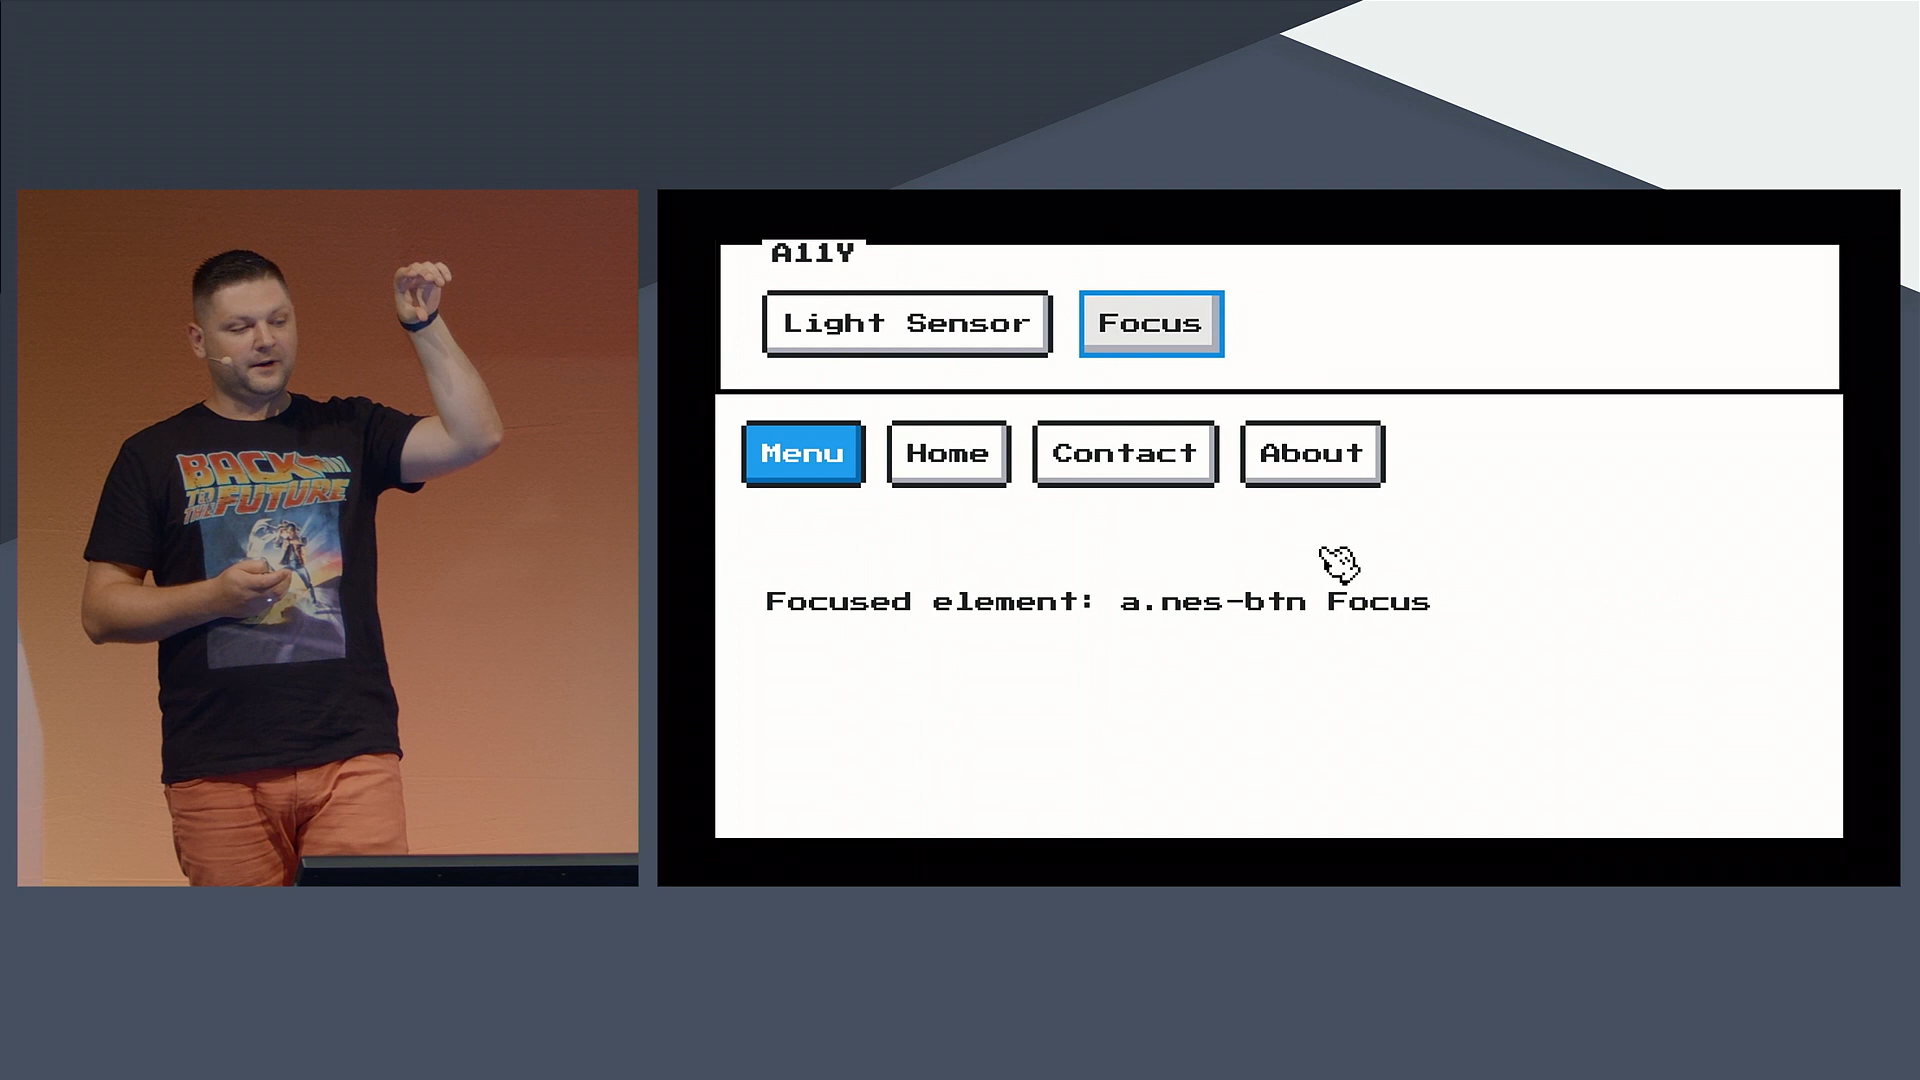 BACK
TO THE
FUTURE
A11Y
Light Sensor Focus
Menu Home Contact About
Focused element: a.nes-btn Focus